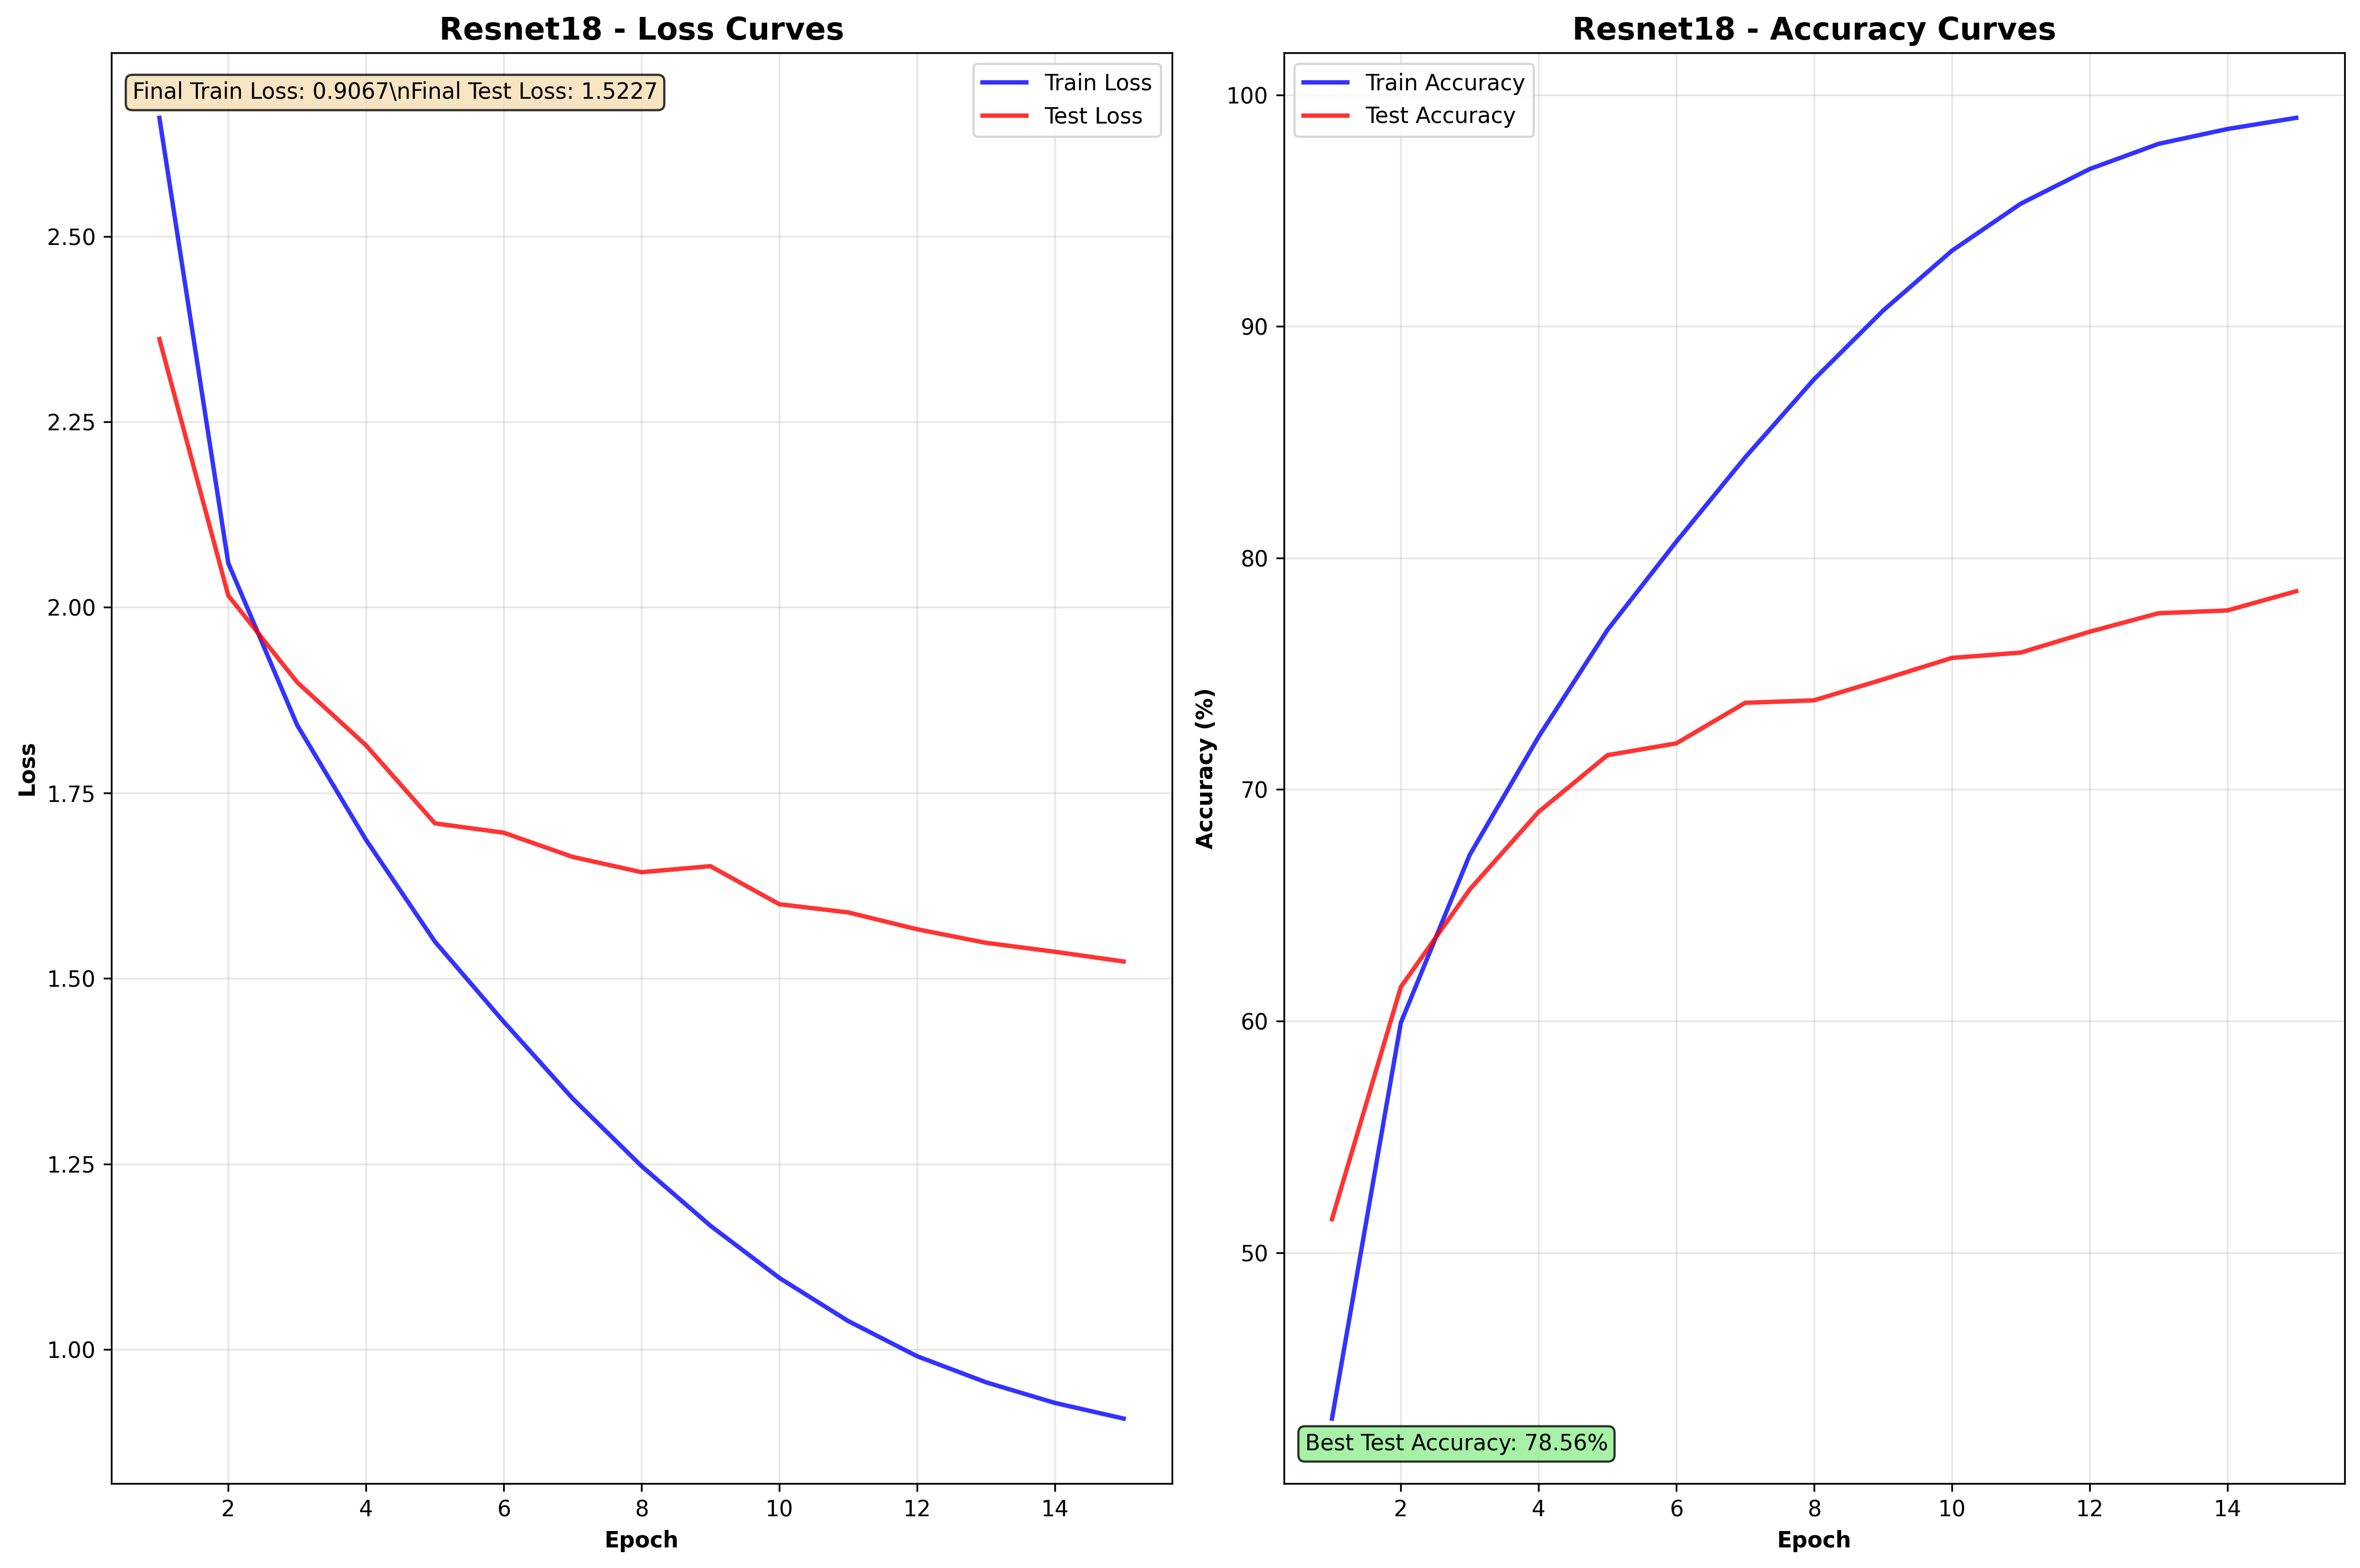 Resnet18 - Loss Curves
Final Train Loss: 0.9067\nFinal Test Loss: 1.5227
Train Loss
Test Loss
2.50
2.25
2.00
1.75
1.50
1.25
1.00
Loss
2
4
6
8
10
12
14
Epoch
Resnet18 - Accuracy Curves
Train Accuracy
Test Accuracy
100
90
80
70
60
50
Accuracy (%)
Best Test Accuracy: 78.56%
2
4
6
8
10
12
14
Epoch